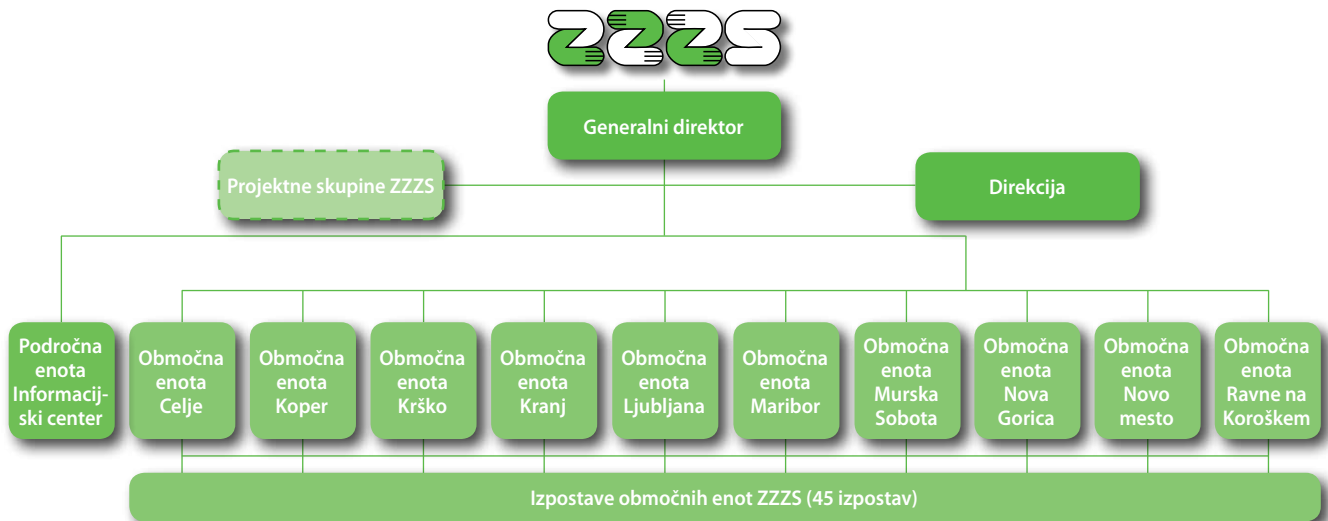 ZZZS
Generalni direktor
Projektne skupine ZZZS
Direkcija
Področna
enota
Informacij-
ski center
Območna
enota
Celje
Območna
enota
Koper
Območna
enota
Krško
Območna
enota
Kranj
Območna
enota
Ljubljana
Območna
enota
Maribor
Območna
enota
Murska
Sobota
Območna
enota
Nova
Gorica
Območna
enota
Novo
mesto
Območna
enota
Ravne na
Koroškem
Izpostave območnih enot ZZZS (45 izpostav)